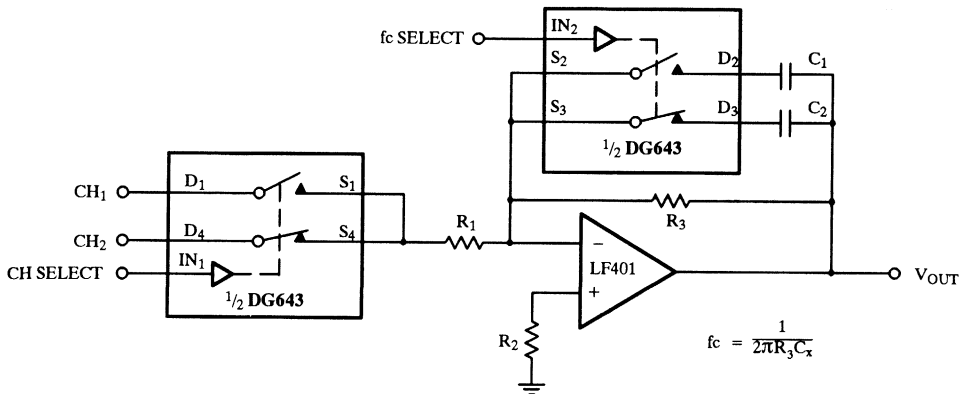 fc SELECT
IN2
S2
D2
C1
S3
D3
C2
1/2 DG643
CH1
D1
S1
CH2
D4
S4
CH SELECT
IN1
1/2 DG643
R1
R3
−
LF401
+
VOUT
R2
fc = 1/2πR3Cx